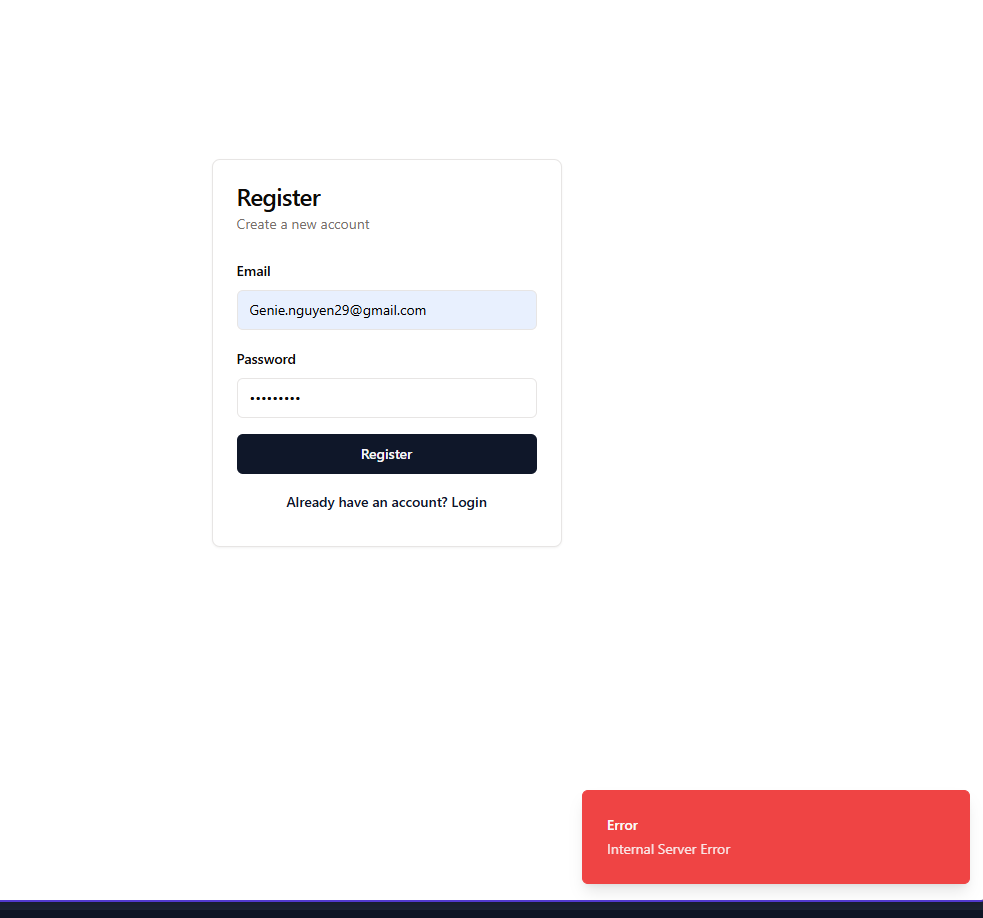 Register
Create a new account
Email
Genie.nguyen29@gmail.com
Password
•••••••••
Register
Already have an account? Login
Error
Internal Server Error